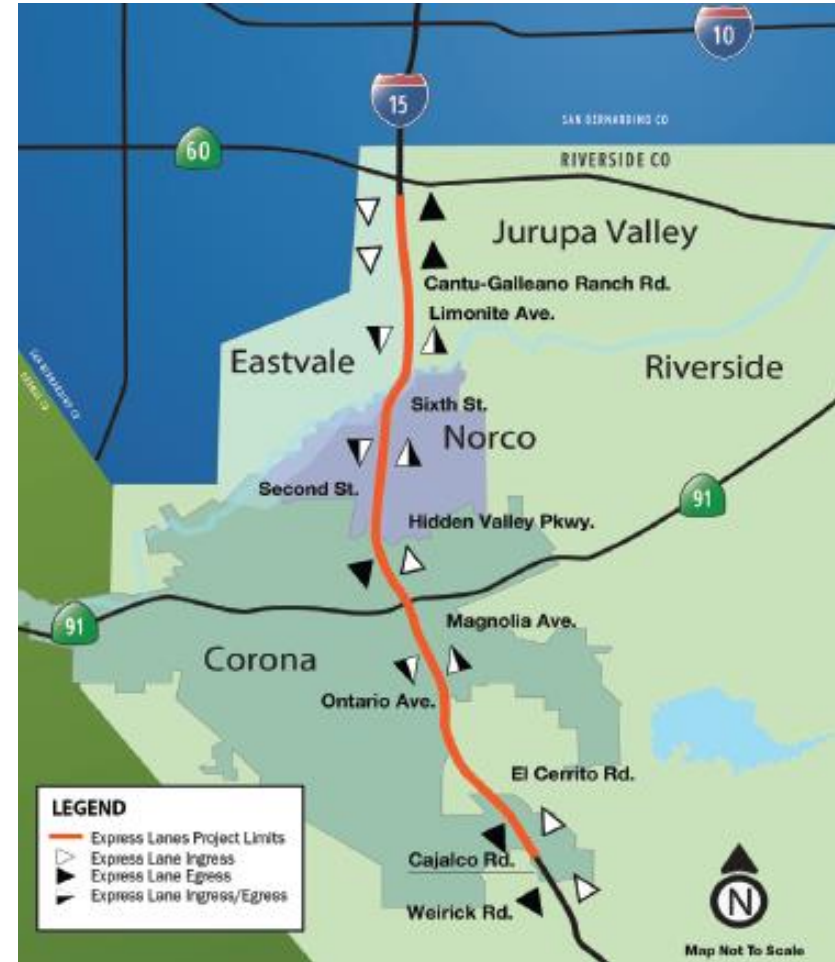 10
15
SAN BERNARDINO CO
60
RIVERSIDE CO
Jurupa Valley
Cantu-Galleano Ranch Rd.
Limonite Ave.
Eastvale
Riverside
SAN BERNARDINO CO
Sixth St.
Norco
Second St.
91
Hidden Valley Pkwy.
91
Magnolia Ave.
Corona
Ontario Ave.
El Cerrito Rd.
LEGEND
Express Lanes Project Limits
Express Lane Ingress
Express Lane Egress
Express Lane Ingress/Egress
Cajalco Rd.
Weirick Rd.
N
Map Not To Scale